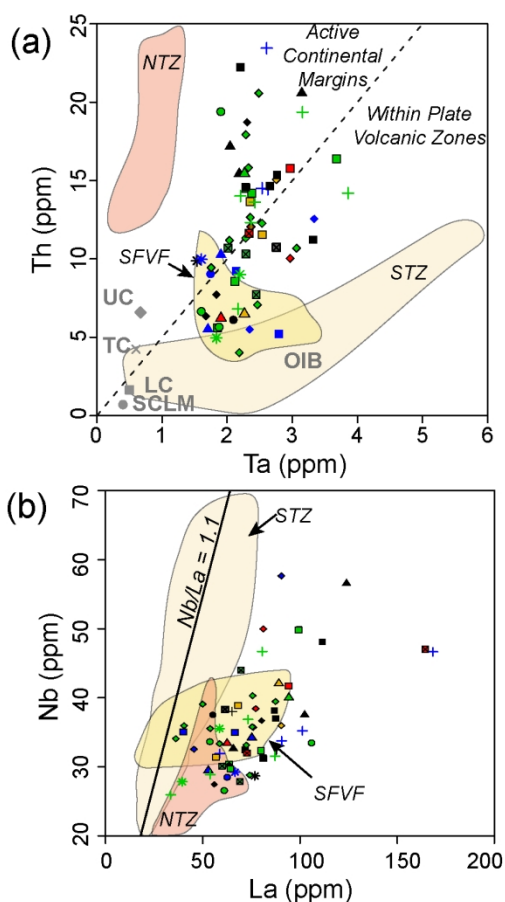 (a)
25
20
15
10
5
0
Th (ppm)
NTZ
Active
Continental
Margins
Within Plate
Volcanic Zones
SFVF
STZ
UC
TC
LC
SCLM
OIB
0 1 2 3 4 5 6
Ta (ppm)
(b)
70
60
50
40
30
20
Nb (ppm)
Nb/La = 1.1
STZ
SFVF
NTZ
0 50 100 150 200
La (ppm)